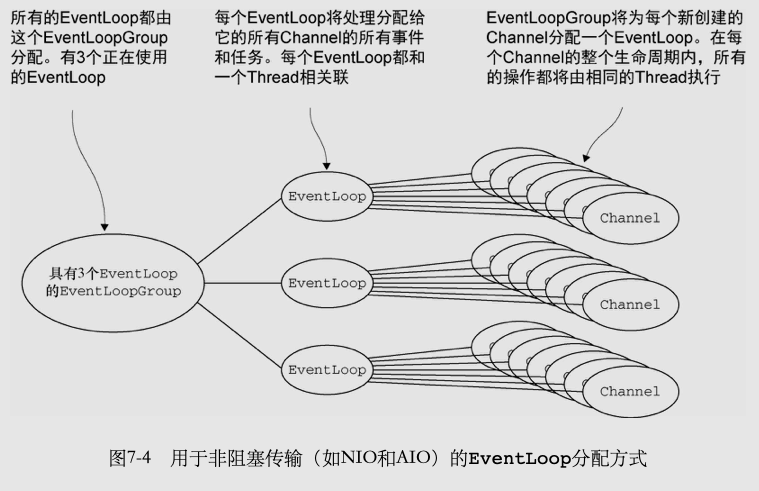 所有的EventLoop都由
这个EventLoopGroup
分配。有3个正在使用
的EventLoop
每个EventLoop将处理分配给
它的所有Channel的所有事件
和任务。每个EventLoop都和
一个Thread相关联
EventLoopGroup将为每个新创建的
Channel分配一个EventLoop。在每
个Channel的整个生命周期内，所有
的操作都将由相同的Thread执行
具有3个EventLoop
的EventLoopGroup
EventLoop
Channel
EventLoop
Channel
EventLoop
Channel
图7-4 用于非阻塞传输（如NIO和AIO）的EventLoop分配方式